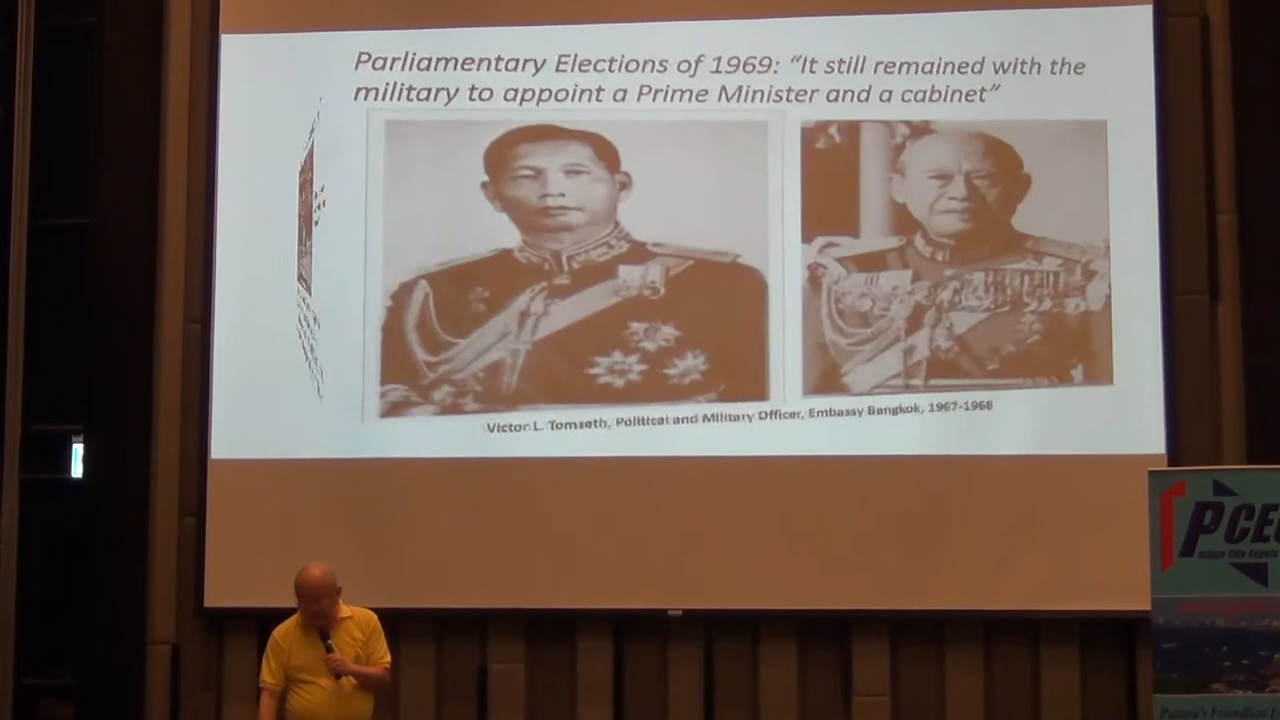 Parliamentary Elections of 1969: “It still remained with the
military to appoint a Prime Minister and a cabinet”
Victor L. Tomseth, Political and Military Officer, Embassy Bangkok, 1967-1968
PCE